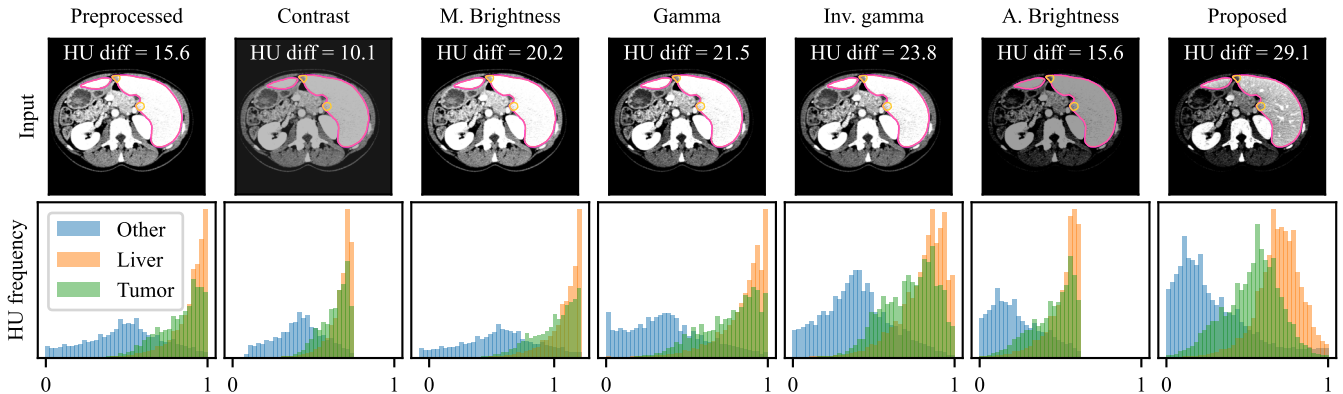 Preprocessed Contrast M. Brightness Gamma Inv. gamma A. Brightness Proposed
Input
HU diff = 15.6 HU diff = 10.1 HU diff = 20.2 HU diff = 21.5 HU diff = 23.8 HU diff = 15.6 HU diff = 29.1
HU frequency
Other
Liver
Tumor
0 1 0 1 0 1 0 1 0 1 0 1 0 1